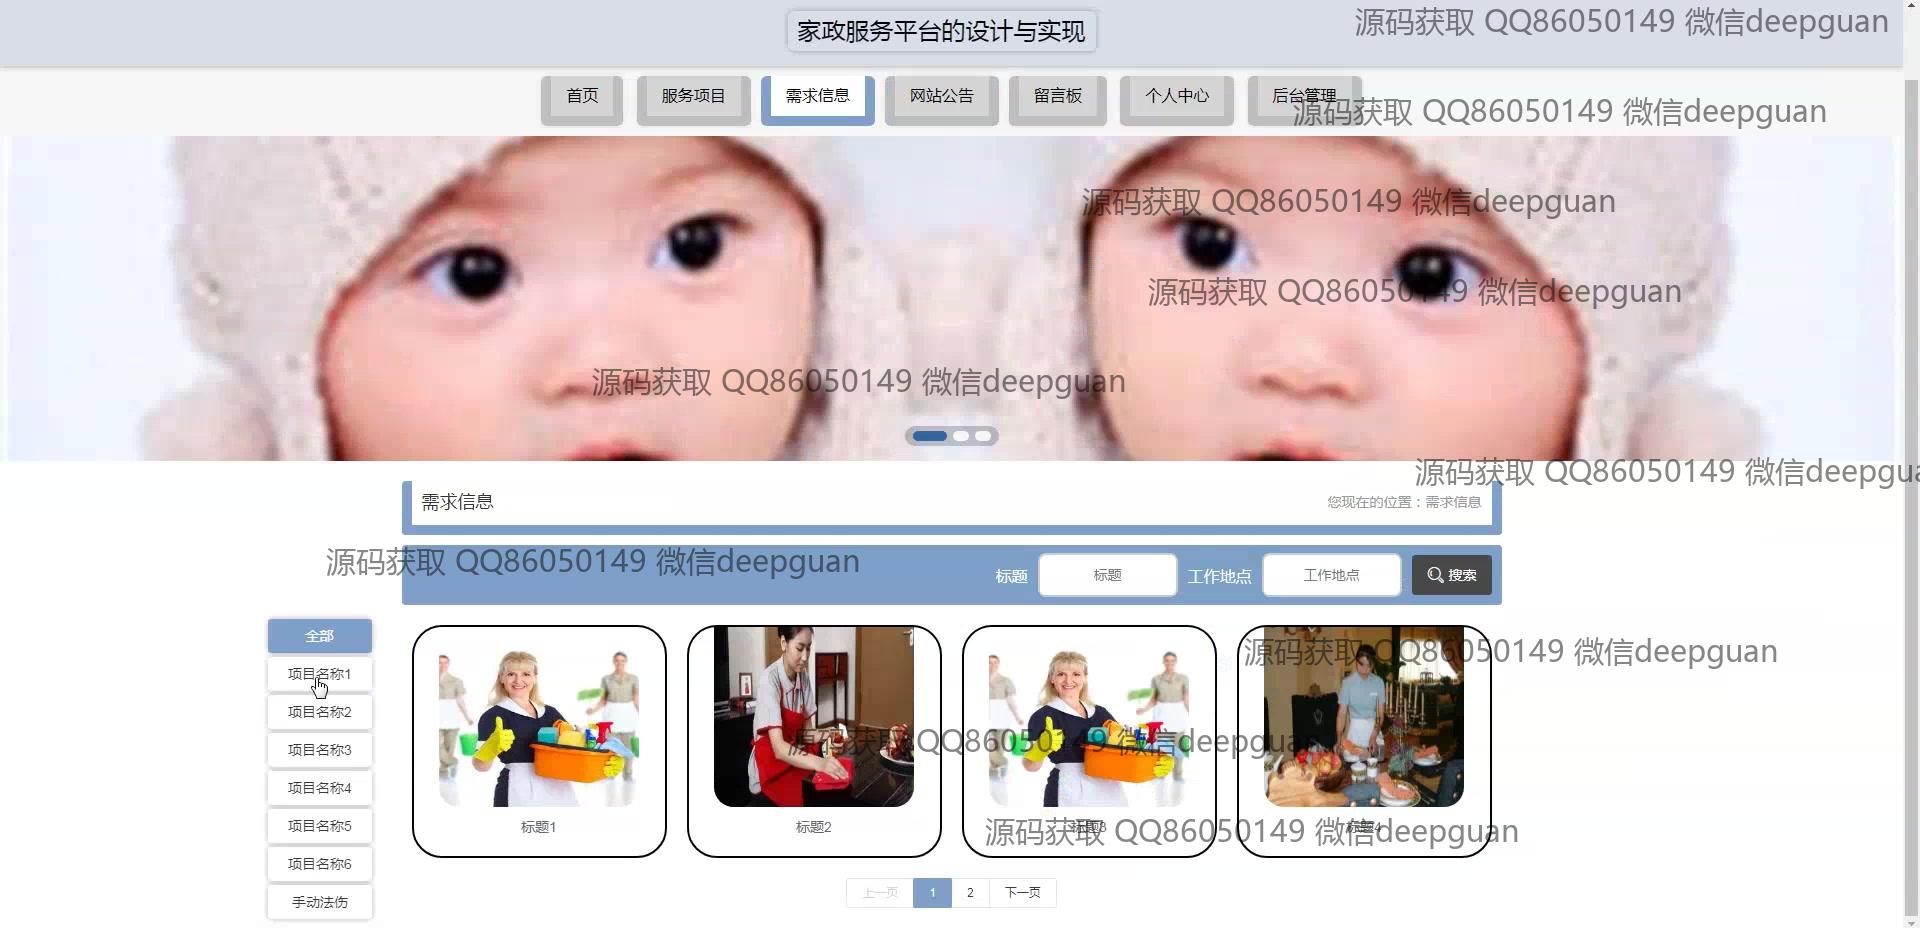 家政服务平台的设计与实现
源码获取 QQ86050149 微信deepguan
首页 服务项目 需求信息 网站公告 留言板 个人中心 后台管理
源码获取 QQ86050149 微信deepguan
源码获取 QQ86050149 微信deepguan
源码获取 QQ86050149 微信deepguan
源码获取 QQ86050149 微信deepguan
源码获取 QQ86050149 微信deepgua
需求信息 您现在的位置：需求信息
源码获取 QQ86050149 微信deepguan
标题 标题 工作地点 工作地点 搜索
全部
项目名称1
项目名称2
项目名称3
项目名称4
项目名称5
项目名称6
手动法伤
源码获取 QQ86050149 微信deepguan
源码获取 QQ86050149 微信deepguan
标题1 标题2 标题3 标题4
源码获取 QQ86050149 微信deepguan
上一页 1 2 下一页